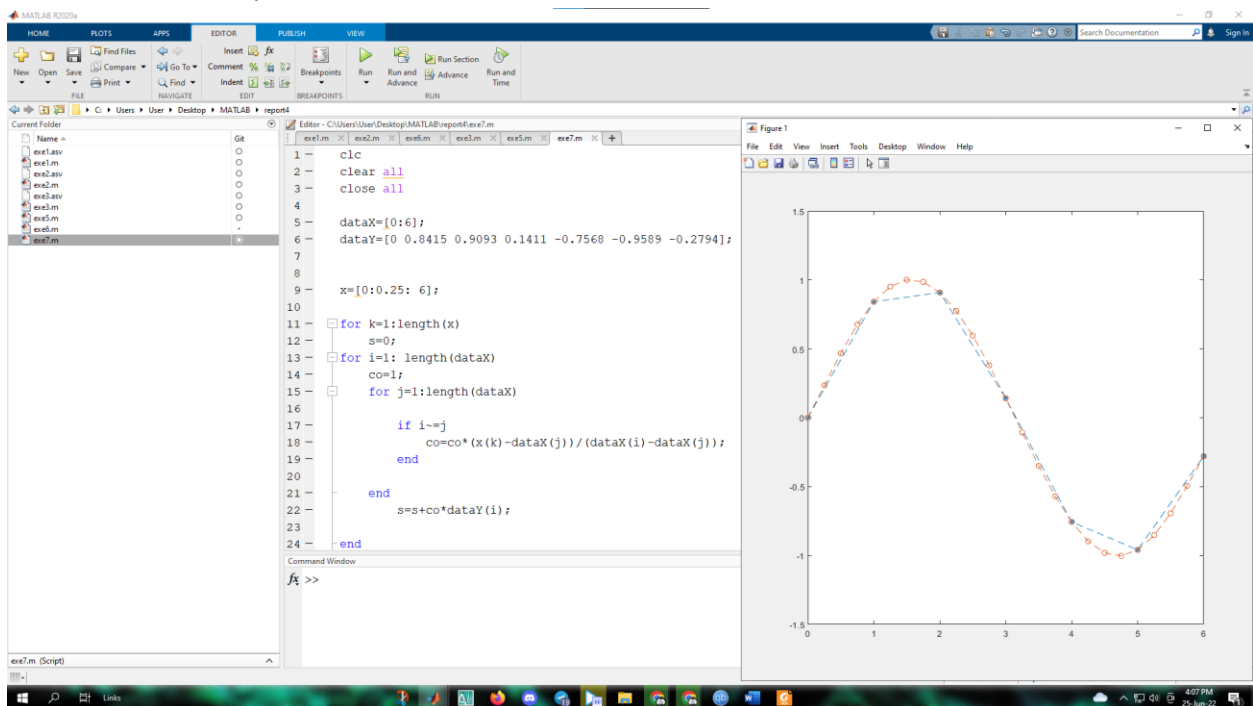 MATLAB R2020a
HOME PLOTS APPS EDITOR PUBLISH VIEW Search Documentation Sign In
New Open Save Find Files Compare Print Go To Find Insert fx Comment % Indent Breakpoints Run Run and Advance Run Section Advance Run and Time
FILE NAVIGATE EDIT BREAKPOINTS RUN
C: Users User Desktop MATLAB report4
Current Folder
Name Git
exe1.asv
exe1.m
exe2.asv
exe2.m
exe3.asv
exe3.m
exe5.m
exe6.m
exe7.m
exe7.m (Script)
Editor - C:\Users\User\Desktop\MATLAB\report4\exe7.m
exe1.m exe2.m exe6.m exe3.m exe5.m exe7.m +
1 - clc
2 - clear all
3 - close all
4
5 - dataX=[0:6];
6 - dataY=[0 0.8415 0.9093 0.1411 -0.7568 -0.9589 -0.2794];
7
8
9 - x=[0:0.25: 6];
10
11 - for k=1:length(x)
12 - s=0;
13 - for i=1: length(dataX)
14 - co=1;
15 - for j=1:length(dataX)
16
17 - if i~=j
18 - co=co*(x(k)-dataX(j))/(dataX(i)-dataX(j));
19 - end
20
21 - end
22 - s=s+co*dataY(i);
23
24 - end
Command Window
fx >>
Figure 1
File Edit View Insert Tools Desktop Window Help
1.5
1
0.5
0
-0.5
-1
-1.5
0 1 2 3 4 5 6
Links
4:07 PM
25-Jun-22